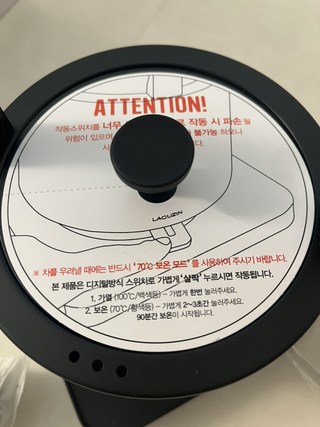 ATTENTION!
작동스위치를 너무 로 작동 시 파손 될
위험이 있으며 불가능 하오니
다.
LACUZIN
※ 차를 우려낼 때에는 반드시 '70℃ 보온 모드'를 사용하여 주시기 바랍니다.
본 제품은 디지털방식 스위치로 가볍게 '살짝' 누르시면 작동됩니다.
1. 가열 (100℃/백색등) - 가볍게 한번 눌러주세요.
2. 보온 (70℃/황색등) - 가볍게 2~3초간 눌러주세요.
90분간 보온이 시작됩니다.